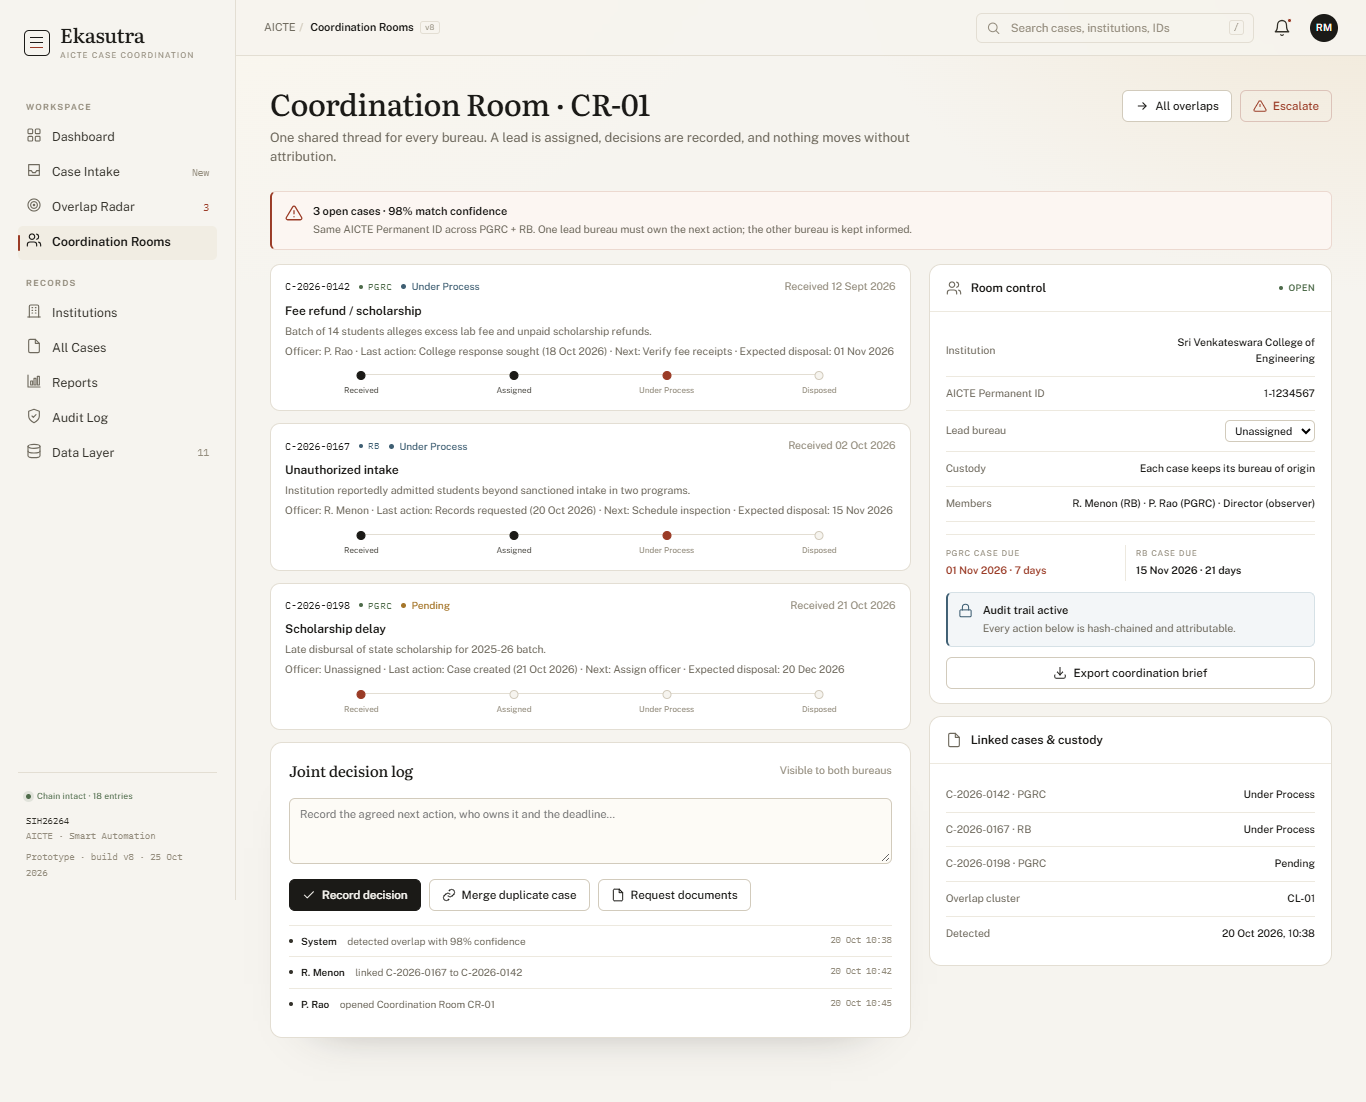 Ekasutra
AICTE CASE COORDINATION
WORKSPACE
Dashboard
Case Intake New
Overlap Radar 3
Coordination Rooms
RECORDS
Institutions
All Cases
Reports
Audit Log
Data Layer 11
Chain intact · 18 entries
SIH26264
AICTE · Smart Automation
Prototype · build v8 · 25 Oct
2026
AICTE / Coordination Rooms v8
Search cases, institutions, IDs /
RM
Coordination Room · CR-01
One shared thread for every bureau. A lead is assigned, decisions are recorded, and nothing moves without
attribution.
All overlaps
Escalate
3 open cases · 98% match confidence
Same AICTE Permanent ID across PGRC + RB. One lead bureau must own the next action; the other bureau is kept informed.
C-2026-0142 PGRC Under Process Received 12 Sept 2026
Fee refund / scholarship
Batch of 14 students alleges excess lab fee and unpaid scholarship refunds.
Officer: P. Rao · Last action: College response sought (18 Oct 2026) · Next: Verify fee receipts · Expected disposal: 01 Nov 2026
Received Assigned Under Process Disposed
C-2026-0167 RB Under Process Received 02 Oct 2026
Unauthorized intake
Institution reportedly admitted students beyond sanctioned intake in two programs.
Officer: R. Menon · Last action: Records requested (20 Oct 2026) · Next: Schedule inspection · Expected disposal: 15 Nov 2026
Received Assigned Under Process Disposed
C-2026-0198 PGRC Pending Received 21 Oct 2026
Scholarship delay
Late disbursal of state scholarship for 2025-26 batch.
Officer: Unassigned · Last action: Case created (21 Oct 2026) · Next: Assign officer · Expected disposal: 20 Dec 2026
Received Assigned Under Process Disposed
Joint decision log Visible to both bureaus
Record the agreed next action, who owns it and the deadline...
Record decision Merge duplicate case Request documents
System detected overlap with 98% confidence 20 Oct 10:38
R. Menon linked C-2026-0167 to C-2026-0142 20 Oct 10:42
P. Rao opened Coordination Room CR-01 20 Oct 10:45
Room control OPEN
Institution Sri Venkateswara College of
Engineering
AICTE Permanent ID 1-1234567
Lead bureau Unassigned
Custody Each case keeps its bureau of origin
Members R. Menon (RB) · P. Rao (PGRC) · Director (observer)
PGRC CASE DUE RB CASE DUE
01 Nov 2026 · 7 days 15 Nov 2026 · 21 days
Audit trail active
Every action below is hash-chained and attributable.
Export coordination brief
Linked cases & custody
C-2026-0142 · PGRC Under Process
C-2026-0167 · RB Under Process
C-2026-0198 · PGRC Pending
Overlap cluster CL-01
Detected 20 Oct 2026, 10:38